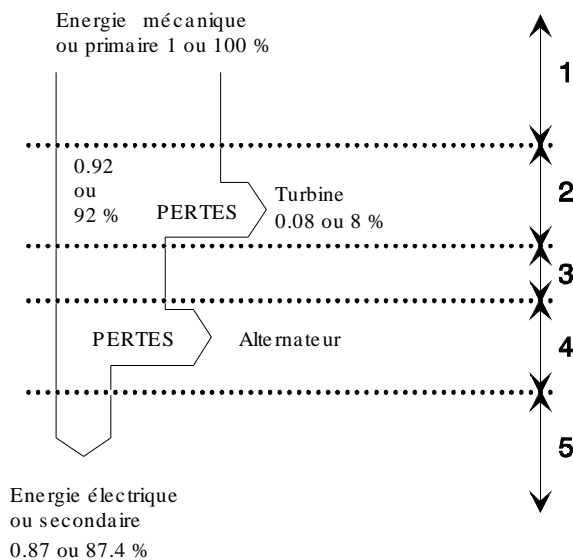 Energie mécanique
ou primaire 1 ou 100 %
1
0.92
ou
92 %
PERTES
Turbine
0.08 ou 8 %
2
3
PERTES
Alternateur
4
5
Energie électrique
ou secondaire
0.87 ou 87.4 %